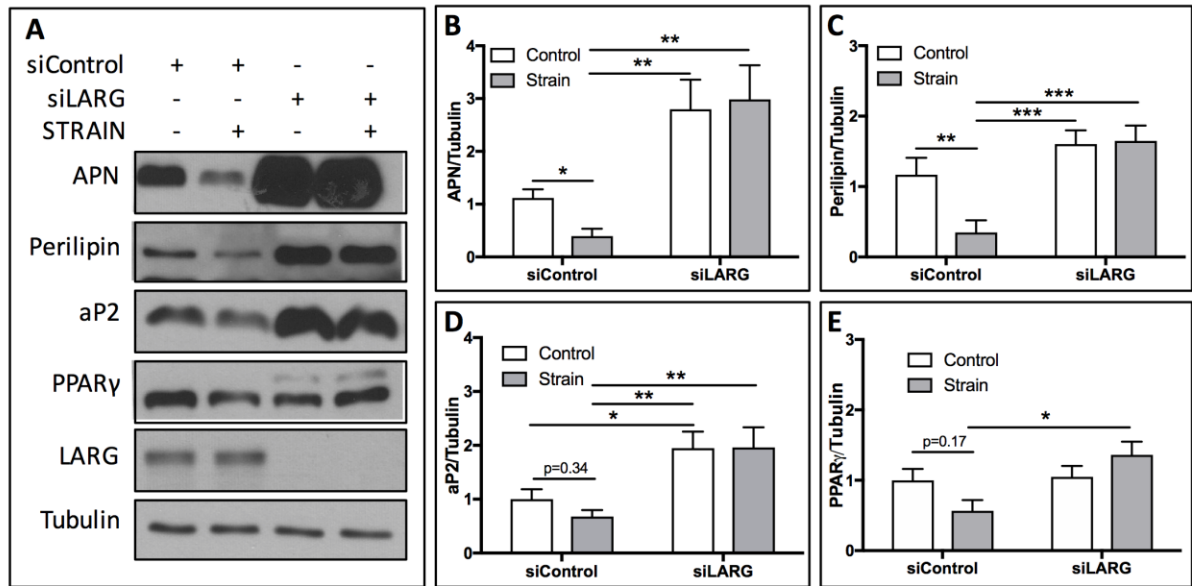 A
siControl + + - -
siLARG - - + +
STRAIN - + - +
APN
Perilipin
aP2
PPARγ
LARG
Tubulin
B
APN/Tubulin
4
3
2
1
0
Control
Strain
*
**
**
siControl siLARG
C
Perilipin/Tubulin
3
2
1
0
Control
Strain
**
***
***
siControl siLARG
D
aP2/Tubulin
4
3
2
1
0
Control
Strain
p=0.34
*
**
**
siControl siLARG
E
PPARγ/Tubulin
3
2
1
0
Control
Strain
p=0.17
*
siControl siLARG